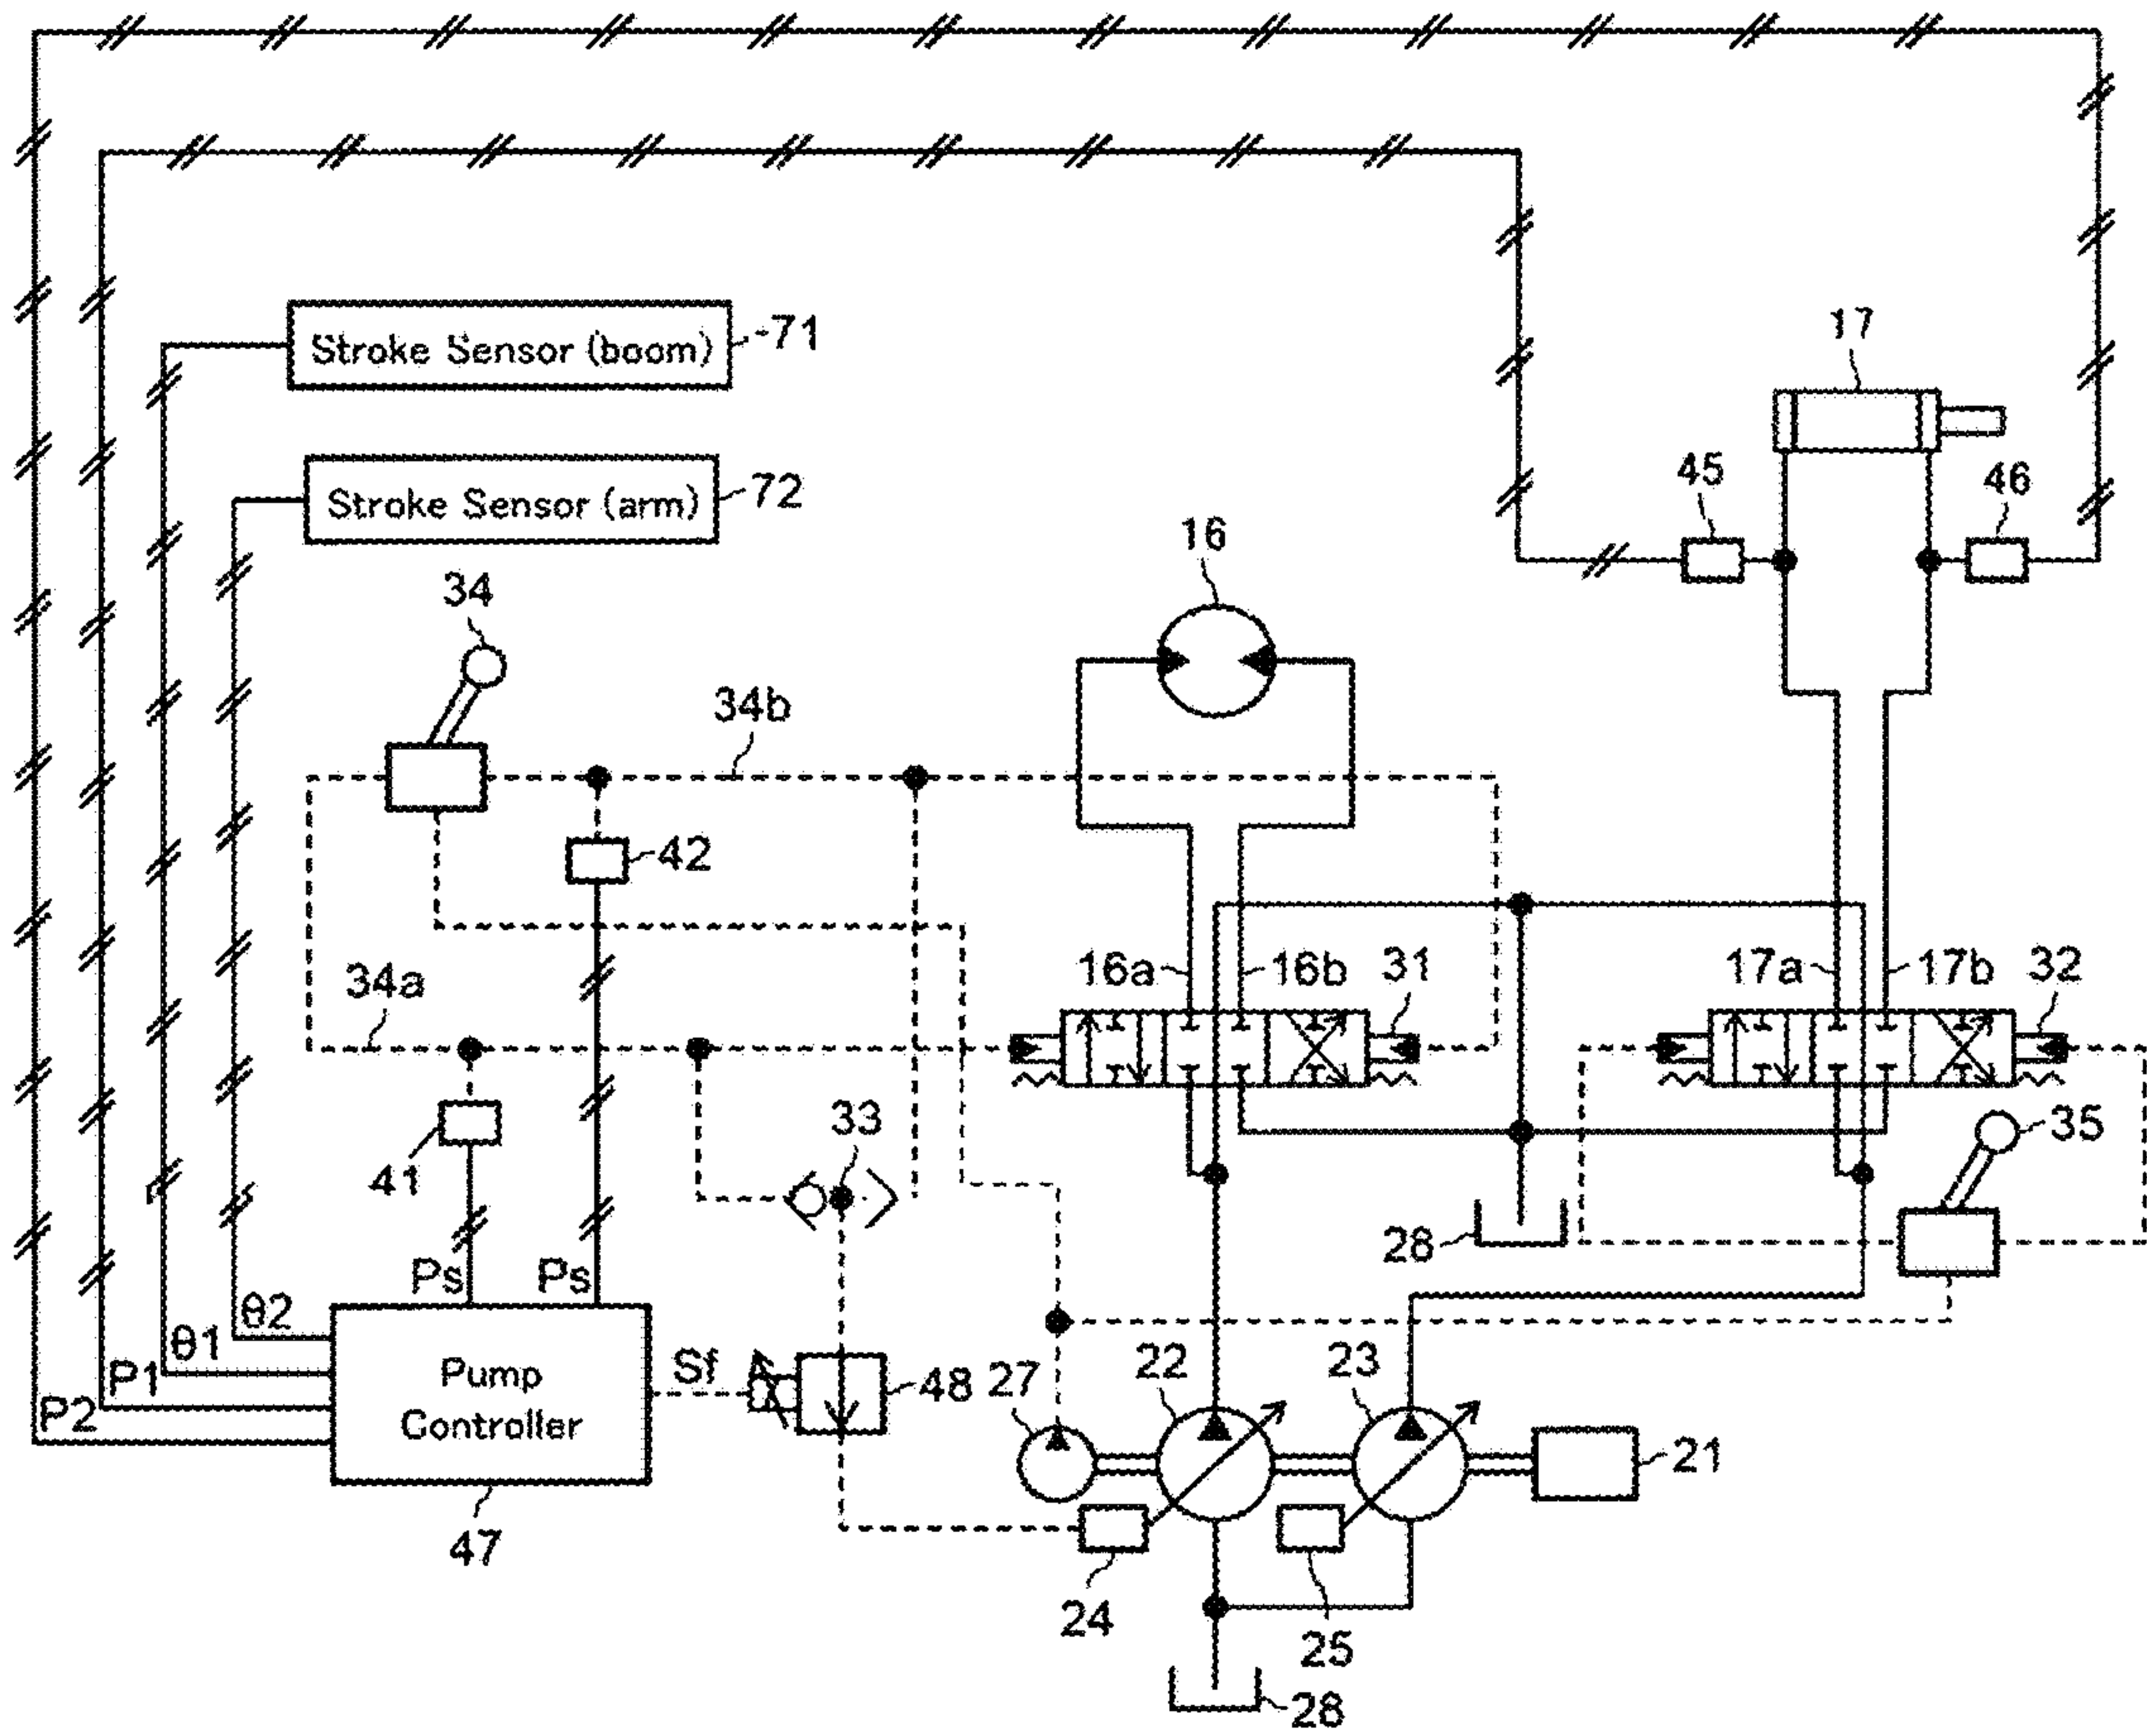 71
Stroke Sensor (boom)
17
72
Stroke Sensor (arm)
45
46
16
34
34b
42
34a
16a
16b
31
17a
17b
32
33
35
41
28
Ps
Ps
θ2
θ1
P1
P2
Sf
Pump
Controller
48
27
22
23
21
47
24
25
28